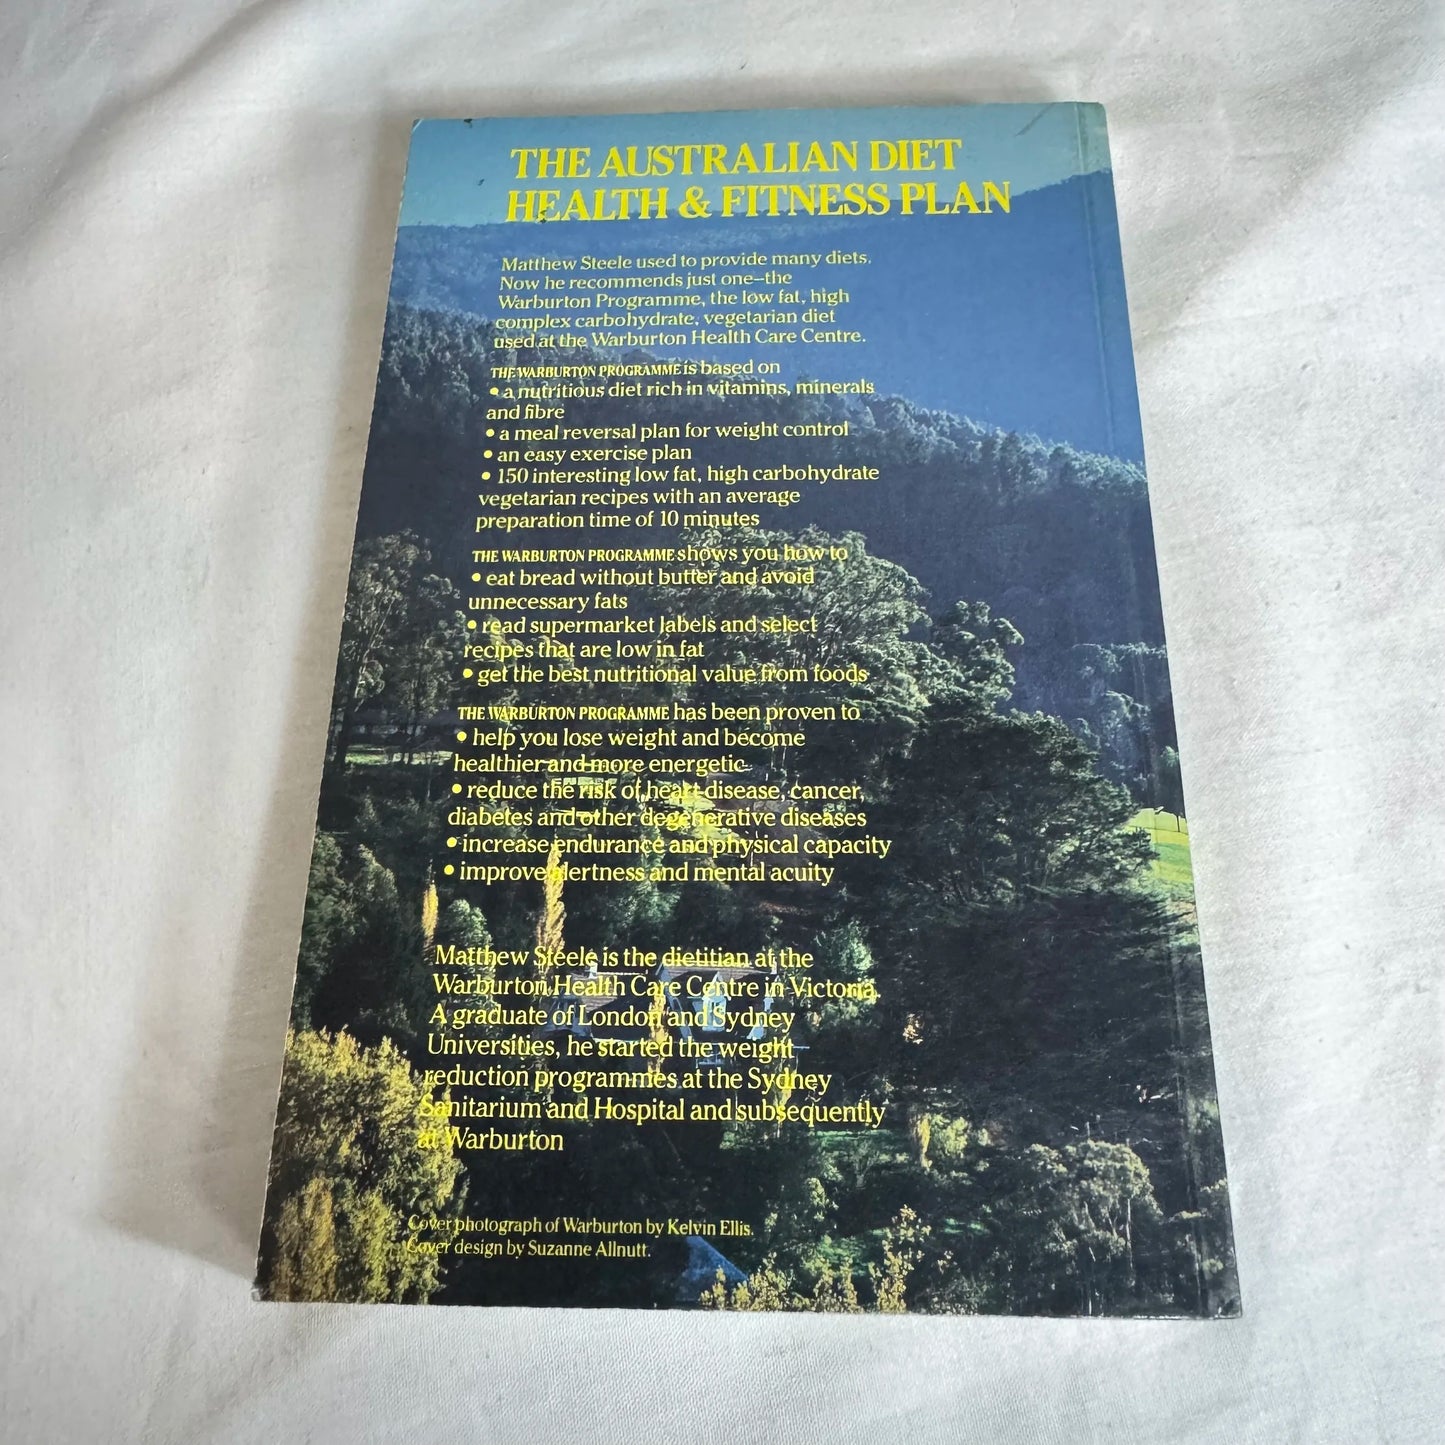 THE AUSTRALIAN DIET
HEALTH & FITNESS PLAN
Matthew Steele used to provide many diets.
Now he recommends just one–the
Warburton Programme, the low fat, high
complex carbohydrate, vegetarian diet
used at the Warburton Health Care Centre.
THE WARBURTON PROGRAMME is based on
• a nutritious diet rich in vitamins, minerals
and fibre
• a meal reversal plan for weight control
• an easy exercise plan
• 150 interesting low fat, high carbohydrate
vegetarian recipes with an average
preparation time of 10 minutes
THE WARBURTON PROGRAMME shows you how to
• eat bread without butter and avoid
unnecessary fats
• read supermarket labels and select
recipes that are low in fat
• get the best nutritional value from foods
THE WARBURTON PROGRAMME has been proven to
• help you lose weight and become
healthier and more energetic
• reduce the risk of heart disease, cancer,
diabetes and other degenerative diseases
• increase endurance and physical capacity
• improve alertness and mental acuity
Matthew Steele is the dietitian at the
Warburton Health Care Centre in Victoria.
A graduate of London and Sydney
Universities, he started the weight
reduction programmes at the Sydney
Sanitarium and Hospital and subsequently
at Warburton
Cover photograph of Warburton by Kelvin Ellis.
Cover design by Suzanne Allnutt.